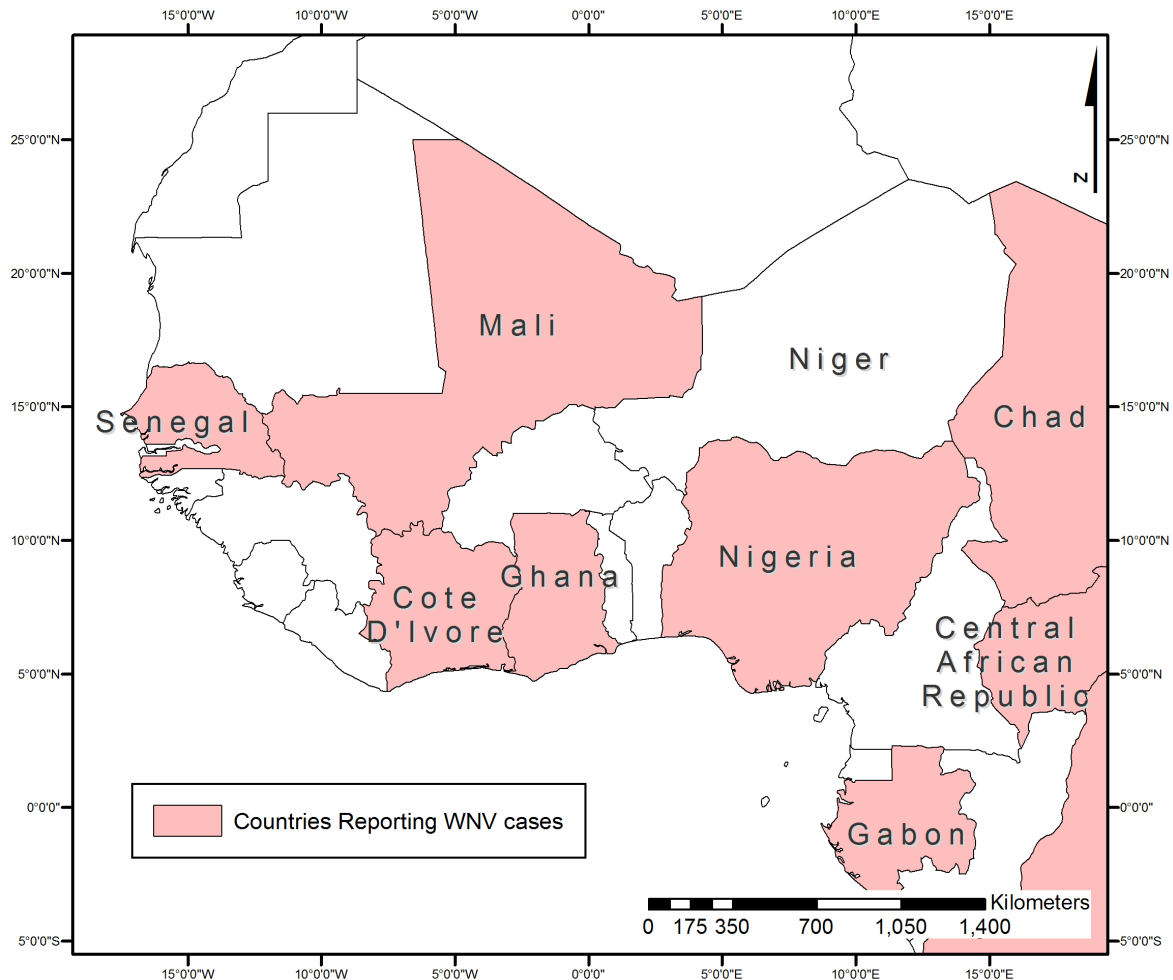 15°0'0"W 10°0'0"W 5°0'0"W 0°0'0" 5°0'0"E 10°0'0"E 15°0'0"E
25°0'0"N 25°0'0"N
N
20°0'0"N 20°0'0"N
Mali
Niger
15°0'0"N 15°0'0"N
Senegal
Chad
10°0'0"N 10°0'0"N
Nigeria
Ghana
Cote
D'Ivore
Central
African
Republic
5°0'0"N 5°0'0"N
0°0'0" 0°0'0"
Countries Reporting WNV cases
Gabon
Kilometers
0 175 350 700 1,050 1,400
5°0'0"S 5°0'0"S
15°0'0"W 10°0'0"W 5°0'0"W 0°0'0" 5°0'0"E 10°0'0"E 15°0'0"E